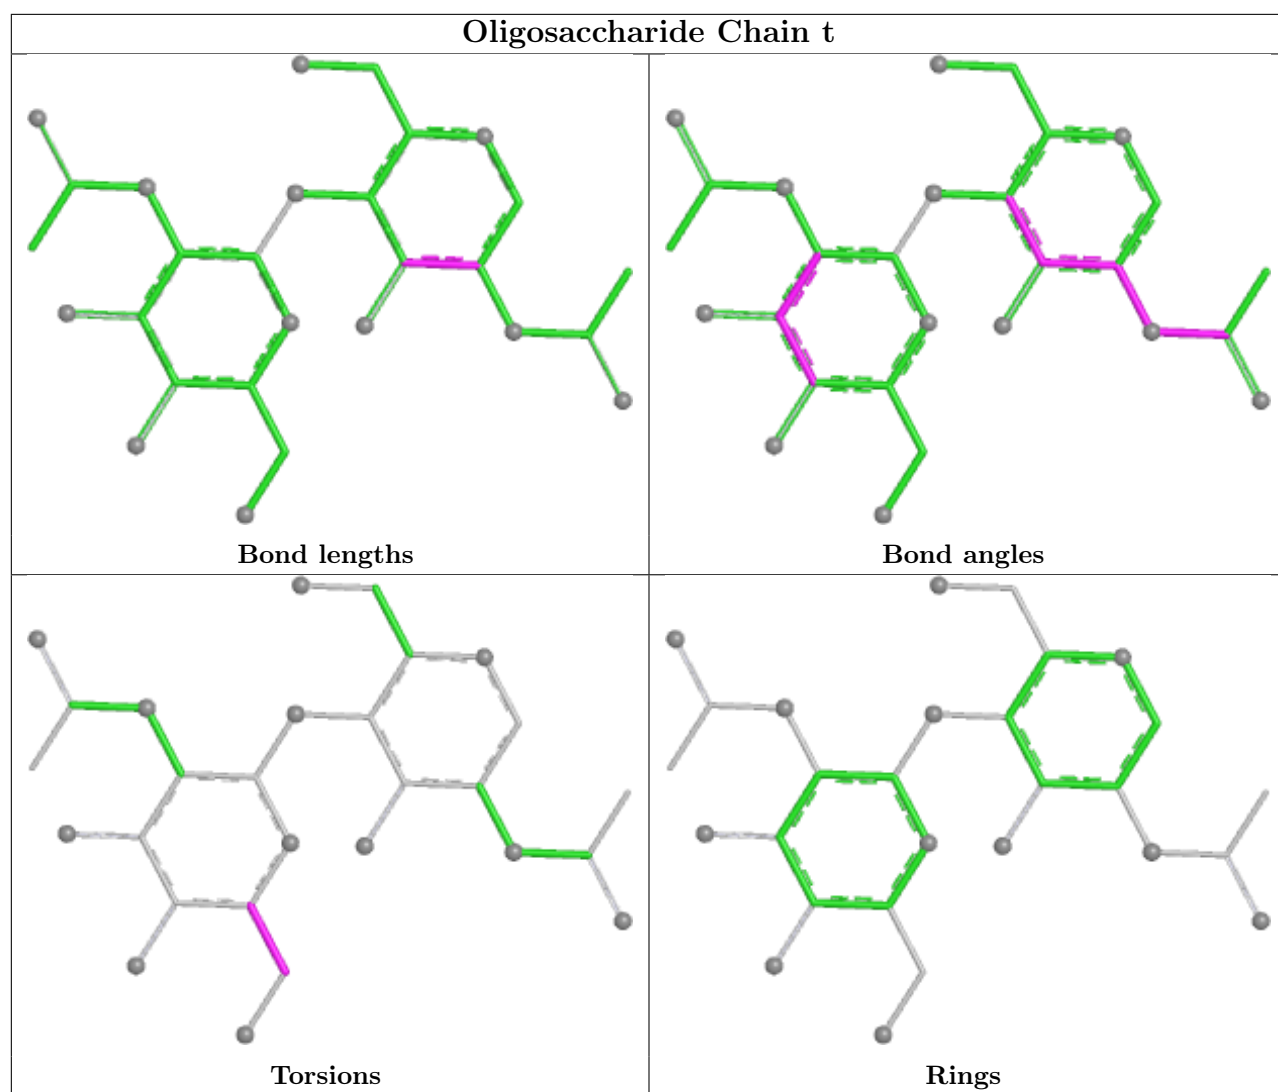 Oligosaccharide Chain t
Bond lengths
Bond angles
Torsions
Rings